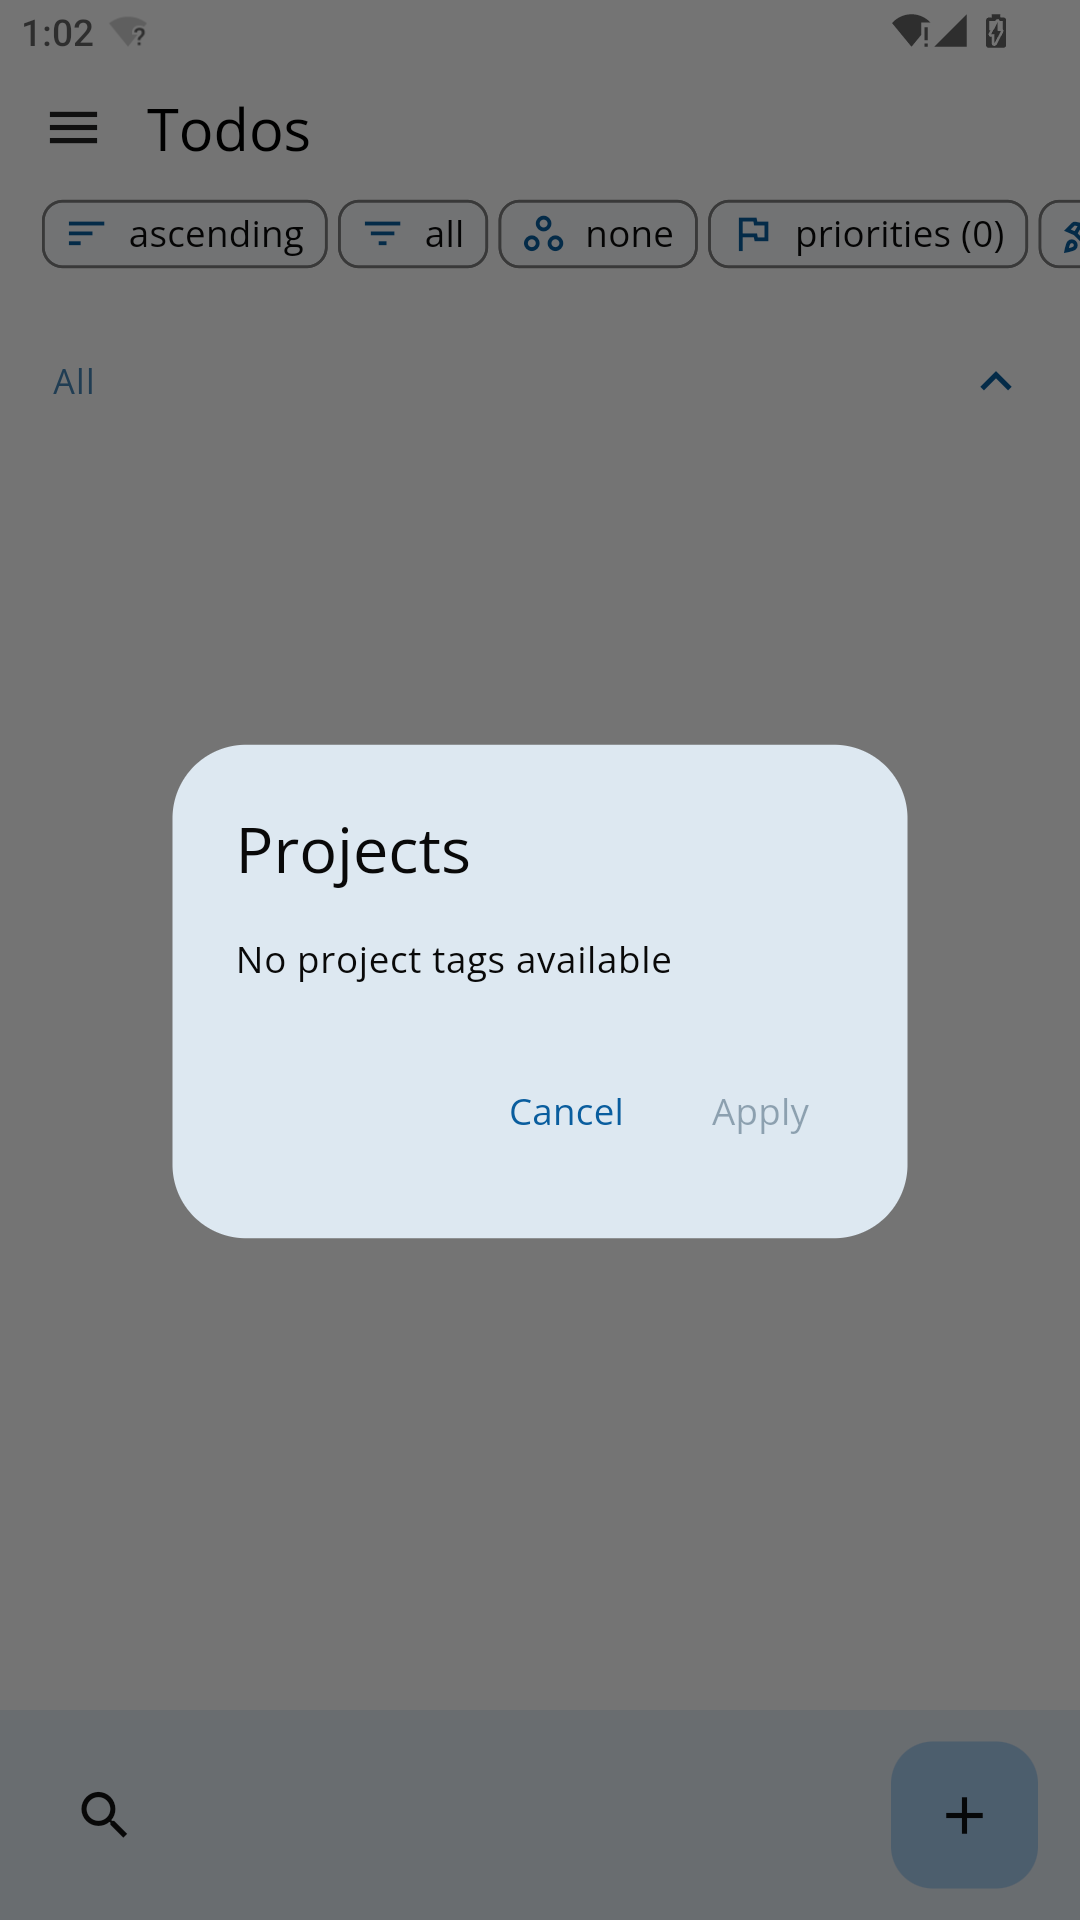 1:02
Todos
ascending
all
none
priorities (0)
All
Projects
No project tags available
Cancel
Apply